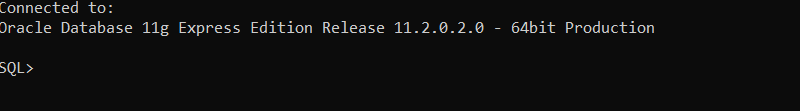 Connected to:
Oracle Database 11g Express Edition Release 11.2.0.2.0 - 64bit Production
SQL>